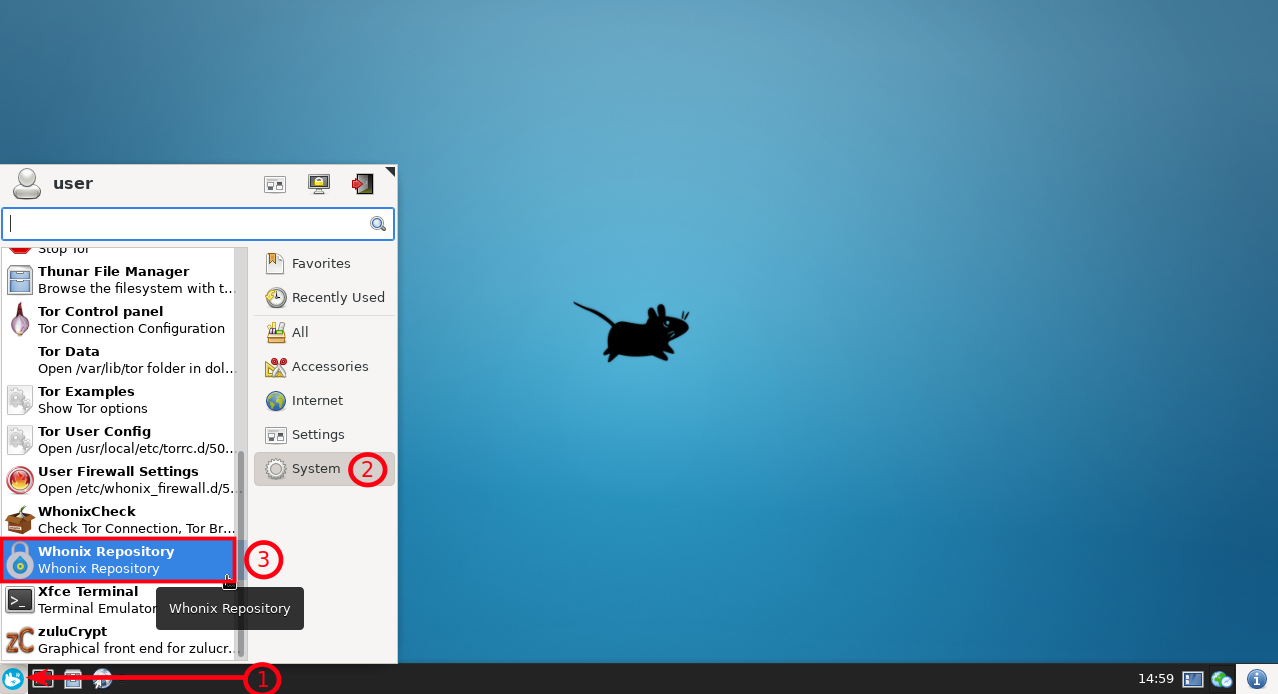 user
Stop Tor
Thunar File Manager
Browse the filesystem with t...
Tor Control panel
Tor Connection Configuration
Tor Data
Open /var/lib/tor folder in dol...
Tor Examples
Show Tor options
Tor User Config
Open /usr/local/etc/torrc.d/50...
User Firewall Settings
Open /etc/whonix_firewall.d/5...
WhonixCheck
Check Tor Connection, Tor Br...
Whonix Repository
Whonix Repository
3
Xfce Terminal
Terminal Emulator
Whonix Repository
zuluCrypt
Graphical front end for zulucr...
Favorites
Recently Used
All
Accessories
Internet
Settings
System 2
1
14:59